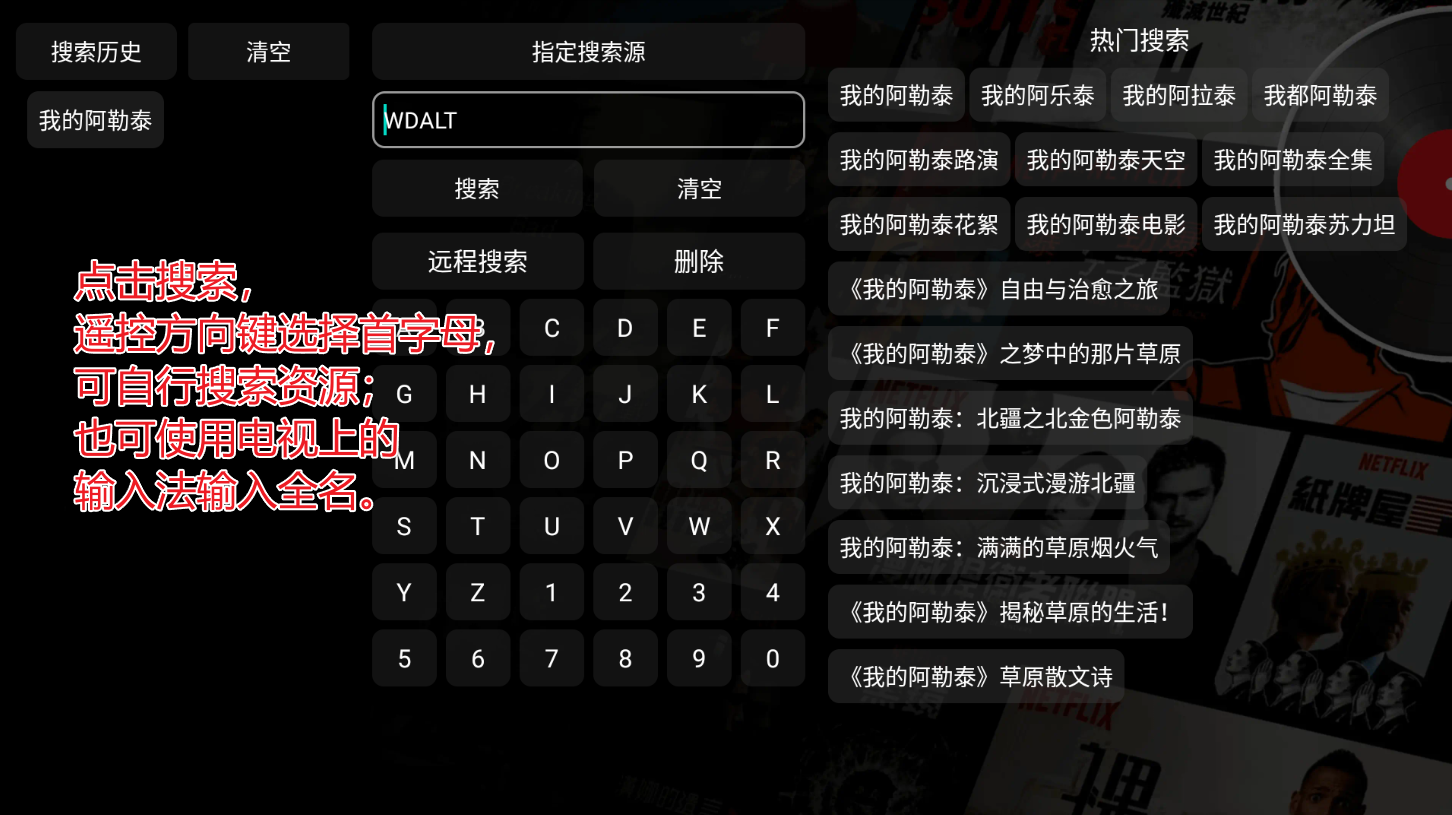 搜索历史
清空
我的阿勒泰
指定搜索源
WDALT
搜索
清空
远程搜索
删除
C D E F
G H I J K L
M N O P Q R
S T U V W X
Y Z 1 2 3 4
5 6 7 8 9 0
点击搜索，
遥控方向键选择首字母，
可自行搜索资源；
也可使用电视上的
输入法输入全名。
热门搜索
我的阿勒泰 我的阿乐泰 我的阿拉泰 我都阿勒泰
我的阿勒泰路演 我的阿勒泰天空 我的阿勒泰全集
我的阿勒泰花絮 我的阿勒泰电影 我的阿勒泰苏力坦
《我的阿勒泰》自由与治愈之旅
《我的阿勒泰》之梦中的那片草原
我的阿勒泰：北疆之北金色阿勒泰
我的阿勒泰：沉浸式漫游北疆
我的阿勒泰：满满的草原烟火气
《我的阿勒泰》揭秘草原的生活！
《我的阿勒泰》草原散文诗
SUITS
殲滅世紀
監獄
NETFLIX
NETFLIX
紙牌屋
NETFLIX